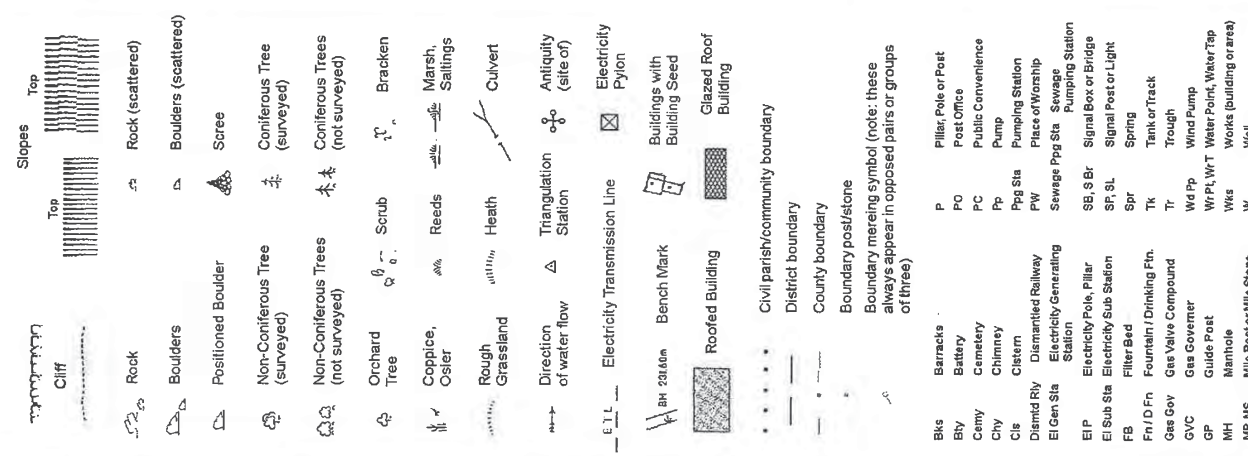 Slopes
Cliff Top Top
Rock Rock (scattered)
Boulders Boulders (scattered)
Positioned Boulder Scree
Non-Coniferous Tree Coniferous Tree
(surveyed) (surveyed)
Non-Coniferous Trees Coniferous Trees
(not surveyed) (not surveyed)
Orchard Scrub Bracken
Tree
Coppice, Reeds Marsh,
Osier Saltings
Rough Heath Culvert
Grassland
Direction Triangulation Antiquity
of water flow Station (site of)
E T L Electricity Transmission Line Electricity
Pylon
BM 231.60m Bench Mark Buildings with
Building Seed
Roofed Building Glazed Roof
Building
Civil parish/community boundary
District boundary
County boundary
Boundary post/stone
Boundary mereing symbol (note: these
always appear in opposed pairs or groups
of three)
Bks Barracks P Pillar, Pole or Post
Bty Battery PO Post Office
Cemy Cemetery PC Public Convenience
Chy Chimney Pp Pump
Cis Cistern Ppg Sta Pumping Station
Dismtd Rly Dismantled Railway PW Place of Worship
El Gen Sta Electricity Generating Sewage Ppg Sta Sewage
Station Pumping Station
El P Electricity Pole, Pillar SB, S Br Signal Box or Bridge
El Sub Sta Electricity Sub Station SP, SL Signal Post or Light
FB Filter Bed Spr Spring
Fn / D Fn Fountain / Drinking Ftn. Tk Tank or Track
Gas Gov Gas Valve Compound Tr Trough
GVC Gas Governer Wd Pp Wind Pump
GP Guide Post Wr Pt, Wr T Water Point, Water Tap
MH Manhole Wks Works (building or area)